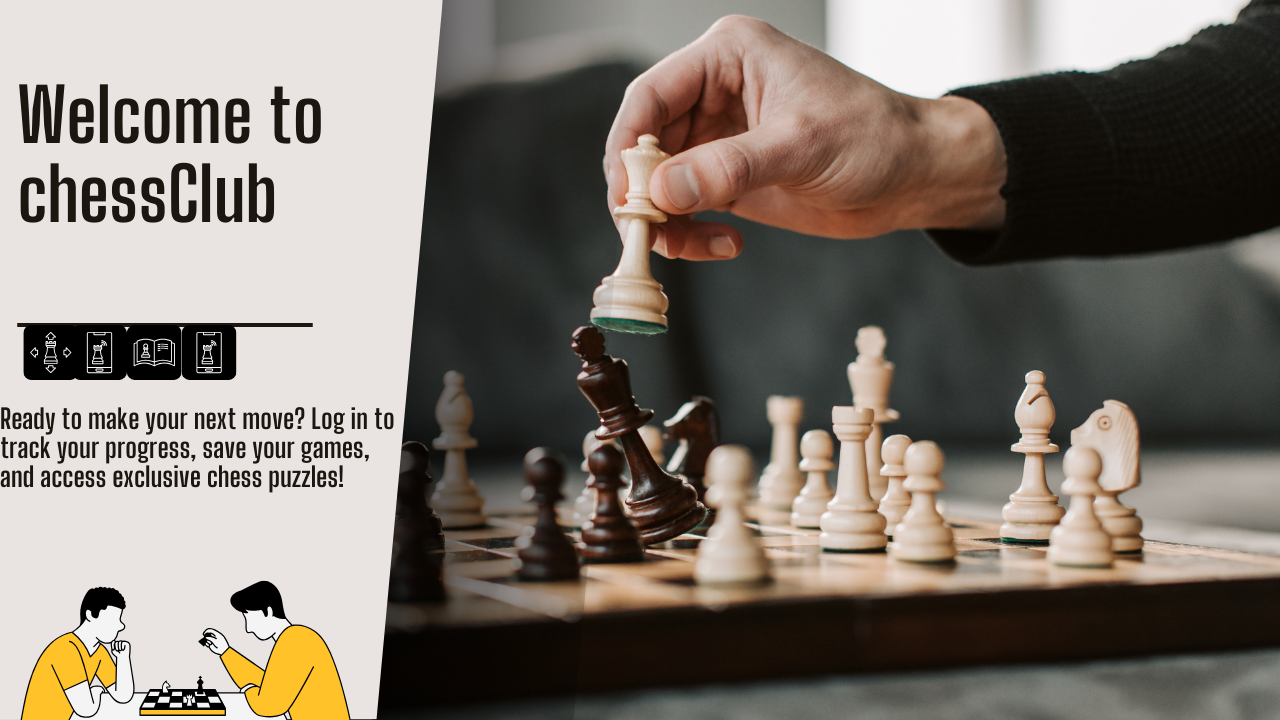 Welcome to
chessClub
Ready to make your next move? Log in to
track your progress, save your games,
and access exclusive chess puzzles!